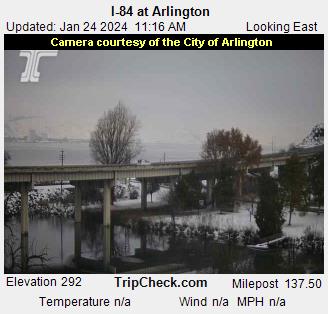 I-84 at Arlington
Updated: Jan 24 2024 11:16 AM Looking East
Camera courtesy of the City of Arlington
Elevation 292 TripCheck.com Milepost 137.50
Temperature n/a Wind n/a MPH n/a